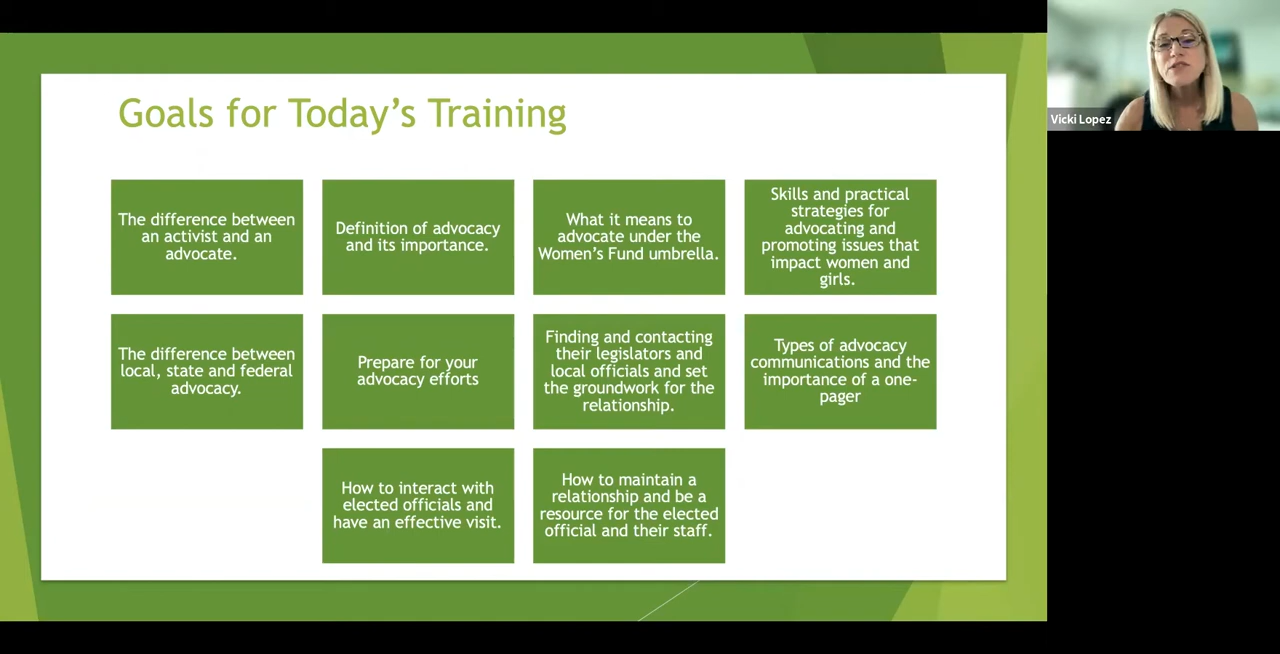 Goals for Today's Training
The difference between
an activist and an
advocate.
Definition of advocacy
and its importance.
What it means to
advocate under the
Women's Fund umbrella.
Skills and practical
strategies for
advocating and
promoting issues that
impact women and
girls.
The difference between
local, state and federal
advocacy.
Prepare for your
advocacy efforts
Finding and contacting
their legislators and
local officials and set
the groundwork for the
relationship.
Types of advocacy
communications and the
importance of a one-
pager
How to interact with
elected officials and
have an effective visit.
How to maintain a
relationship and be a
resource for the elected
official and their staff.
Vicki Lopez